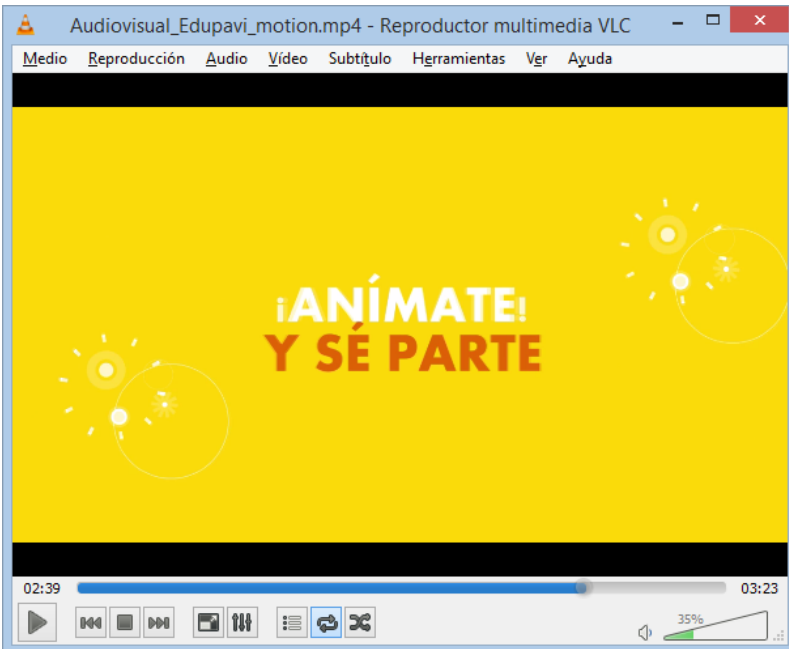 Audiovisual_Edupavi_motion.mp4 - Reproductor multimedia VLC
Medio Reproducción Audio Vídeo Subtítulo Herramientas Ver Ayuda
¡ANÍMATE!
Y SÉ PARTE
02:39 03:23
35%